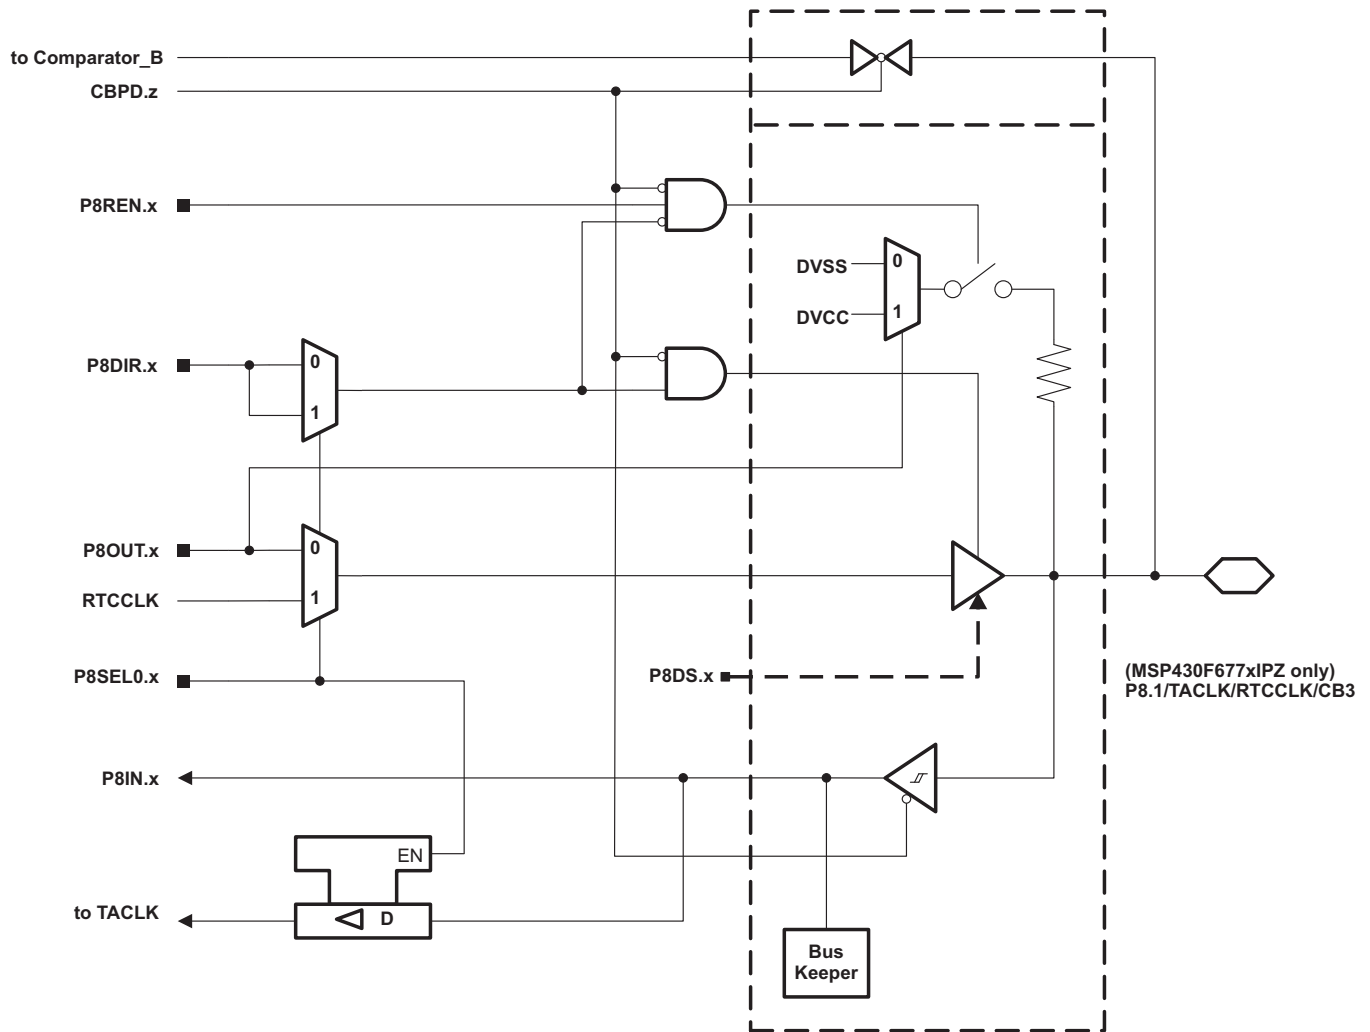 to Comparator_B
CBPD.z
P8REN.x
DVSS
0
DVCC
1
P8DIR.x
0
1
P8OUT.x
0
RTCCLK
1
P8SEL0.x
P8DS.x
(MSP430F677xIPZ only)
P8.1/TACLK/RTCCLK/CB3
P8IN.x
EN
to TACLK
D
Bus
Keeper